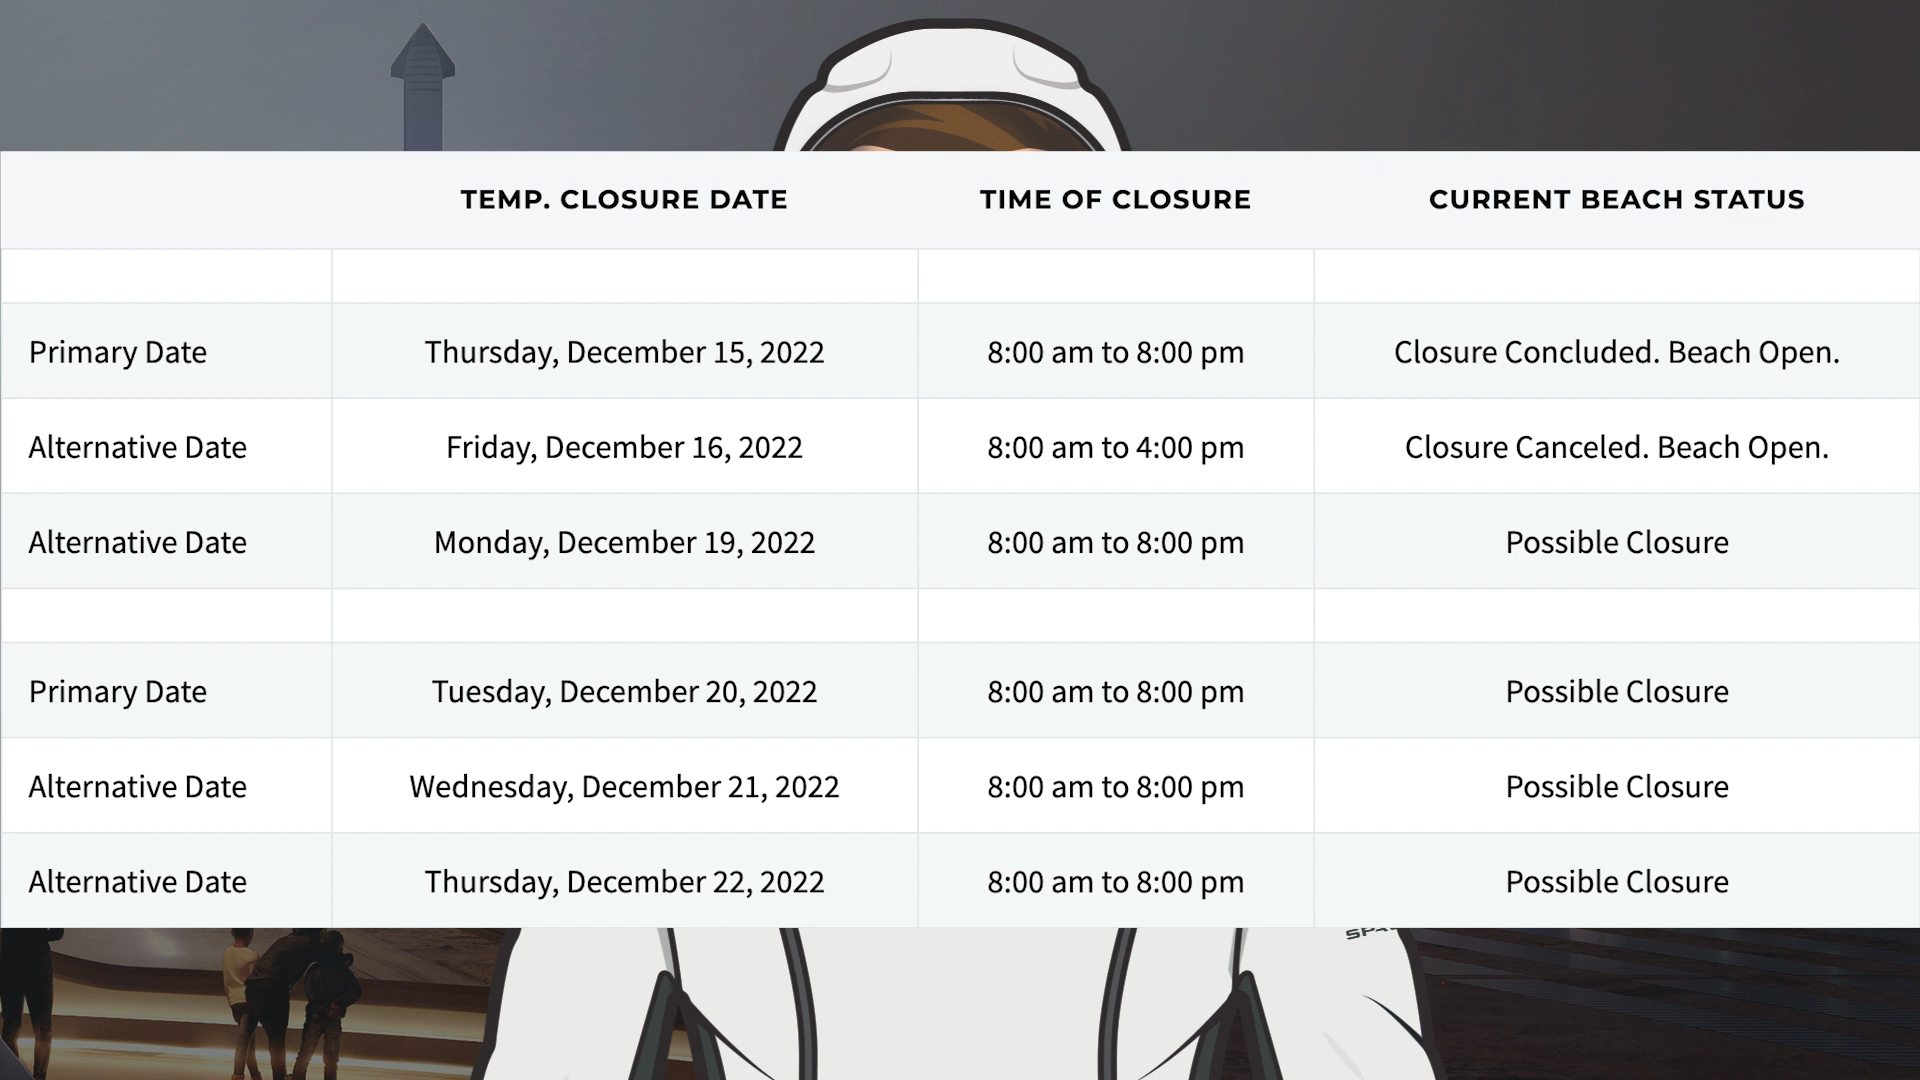 TEMP. CLOSURE DATE TIME OF CLOSURE CURRENT BEACH STATUS
Primary Date Thursday, December 15, 2022 8:00 am to 8:00 pm Closure Concluded. Beach Open.
Alternative Date Friday, December 16, 2022 8:00 am to 4:00 pm Closure Canceled. Beach Open.
Alternative Date Monday, December 19, 2022 8:00 am to 8:00 pm Possible Closure
Primary Date Tuesday, December 20, 2022 8:00 am to 8:00 pm Possible Closure
Alternative Date Wednesday, December 21, 2022 8:00 am to 8:00 pm Possible Closure
Alternative Date Thursday, December 22, 2022 8:00 am to 8:00 pm Possible Closure